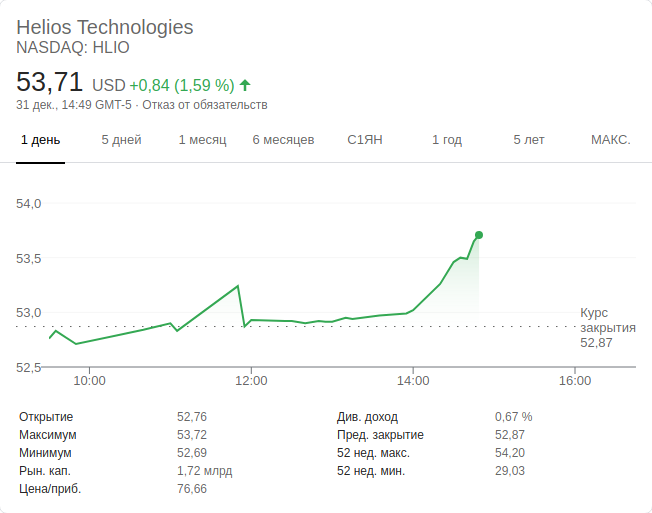 Helios Technologies
NASDAQ: HLIO
53,71 USD +0,84 (1,59 %)
31 дек., 14:49 GMT-5 · Отказ от обязательств
1 день 5 дней 1 месяц 6 месяцев С1ЯН 1 год 5 лет МАКС.
54,0
53,5
53,0
52,5
Курс
закрытия
52,87
10:00 12:00 14:00 16:00
Открытие 52,76 Див. доход 0,67 %
Максимум 53,72 Пред. закрытие 52,87
Минимум 52,69 52 нед. макс. 54,20
Рын. кап. 1,72 млрд 52 нед. мин. 29,03
Цена/приб. 76,66